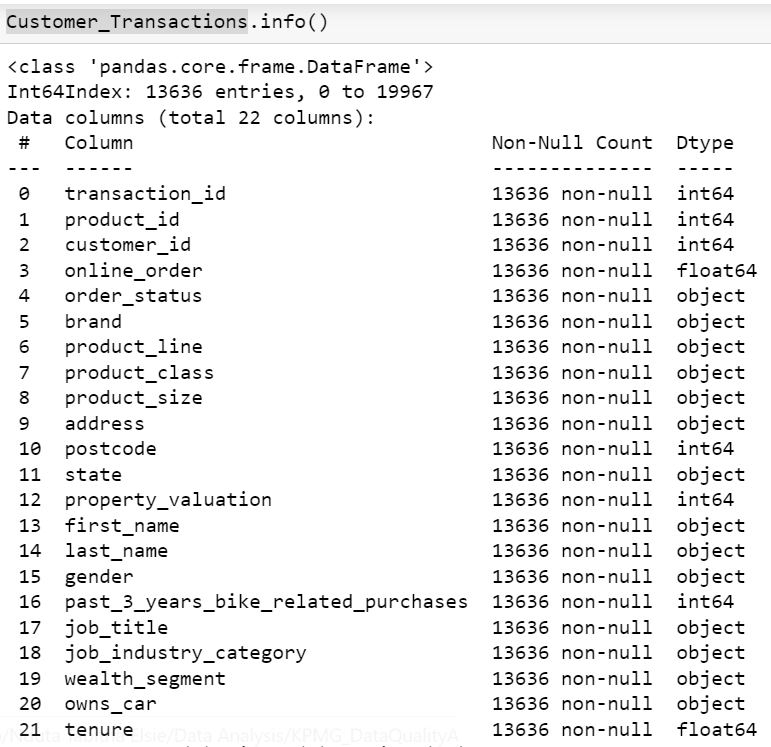 Customer_Transactions.info()
<class 'pandas.core.frame.DataFrame'>
Int64Index: 13636 entries, 0 to 19967
Data columns (total 22 columns):
 #   Column                               Non-Null Count  Dtype
---  ------                               --------------  -----
 0   transaction_id                       13636 non-null  int64
 1   product_id                           13636 non-null  int64
 2   customer_id                          13636 non-null  int64
 3   online_order                         13636 non-null  float64
 4   order_status                         13636 non-null  object
 5   brand                                13636 non-null  object
 6   product_line                         13636 non-null  object
 7   product_class                        13636 non-null  object
 8   product_size                         13636 non-null  object
 9   address                              13636 non-null  object
 10  postcode                             13636 non-null  int64
 11  state                                13636 non-null  object
 12  property_valuation                   13636 non-null  int64
 13  first_name                           13636 non-null  object
 14  last_name                            13636 non-null  object
 15  gender                               13636 non-null  object
 16  past_3_years_bike_related_purchases  13636 non-null  int64
 17  job_title                            13636 non-null  object
 18  job_industry_category                13636 non-null  object
 19  wealth_segment                       13636 non-null  object
 20  owns_car                             13636 non-null  object
 21  tenure                               13636 non-null  float64
Elsie/Data Analysis/KPMG_DataQualityA